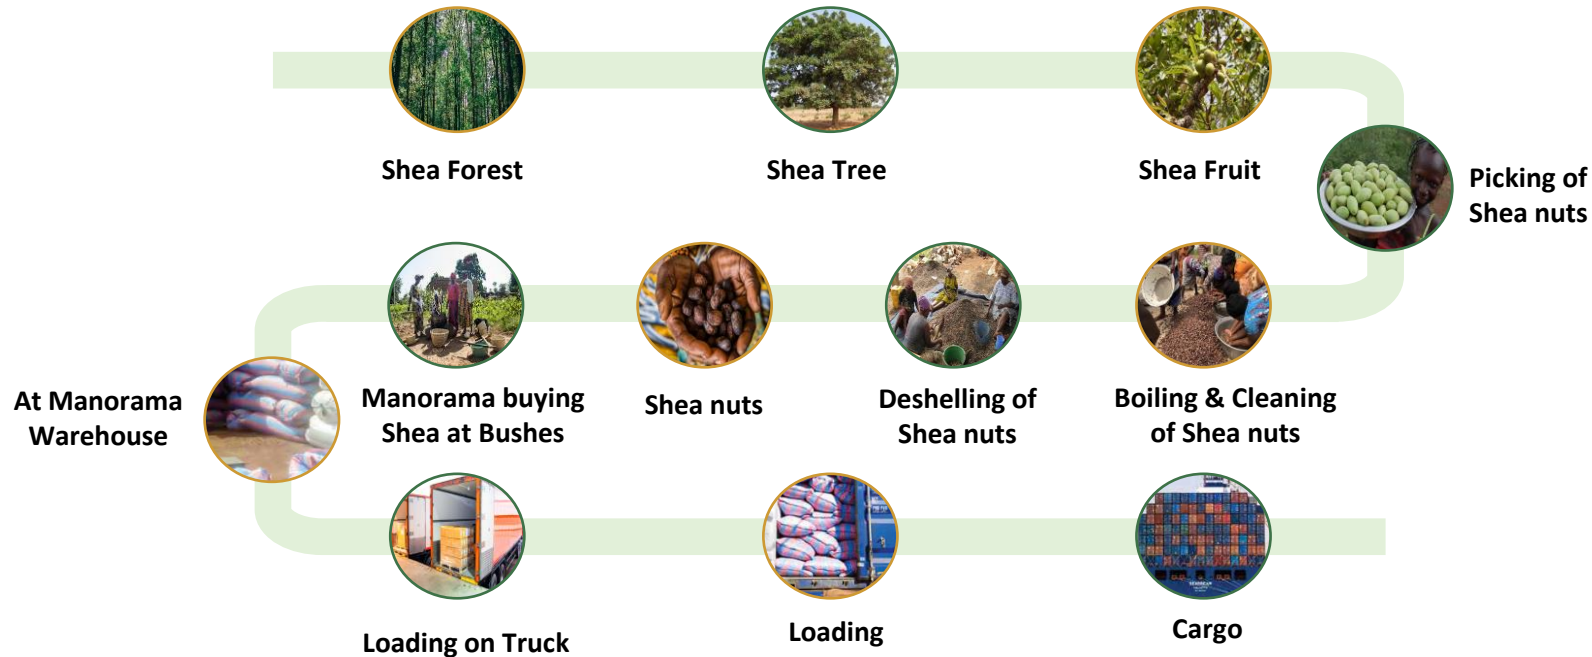 Shea Forest
Shea Tree
Shea Fruit
Picking of
Shea nuts
Boiling & Cleaning
of Shea nuts
Deshelling of
Shea nuts
Shea nuts
Manorama buying
Shea at Bushes
At Manorama
Warehouse
Loading on Truck
Loading
Cargo